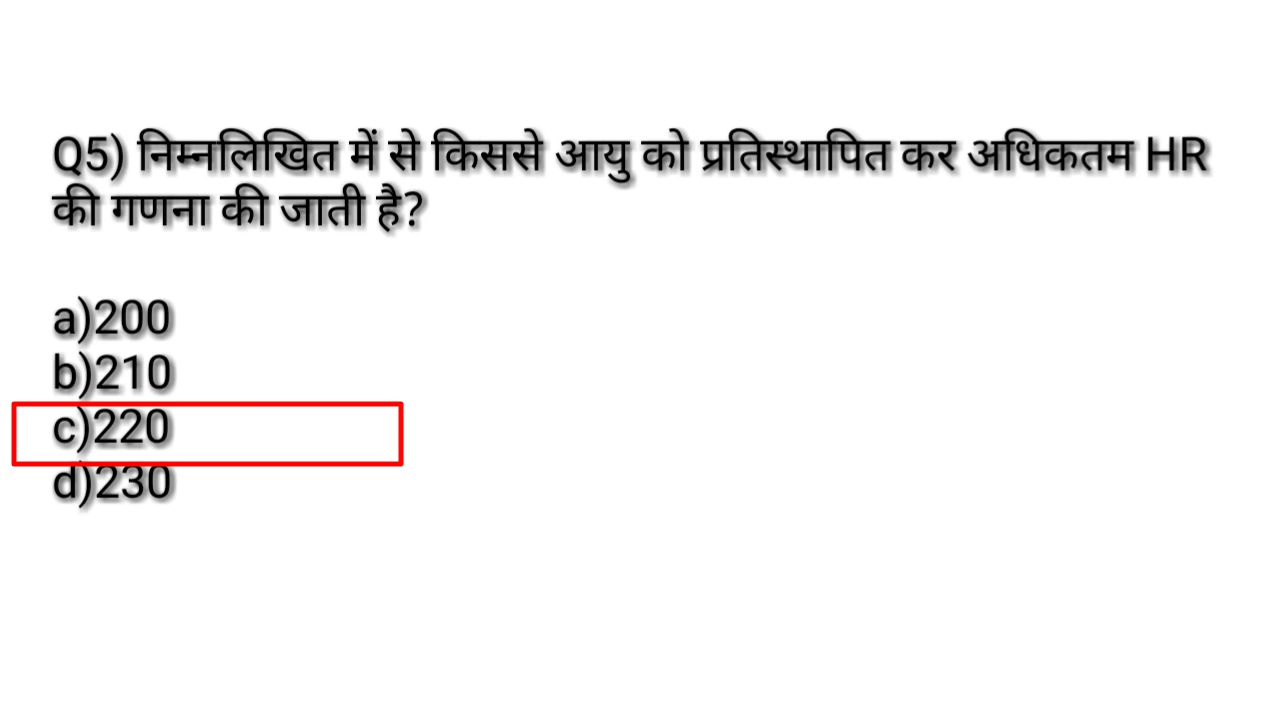 Q5) निम्नलिखित में से किससे आयु को प्रतिस्थापित कर अधिकतम HR
की गणना की जाती है?
a)200
b)210
c)220
d)230